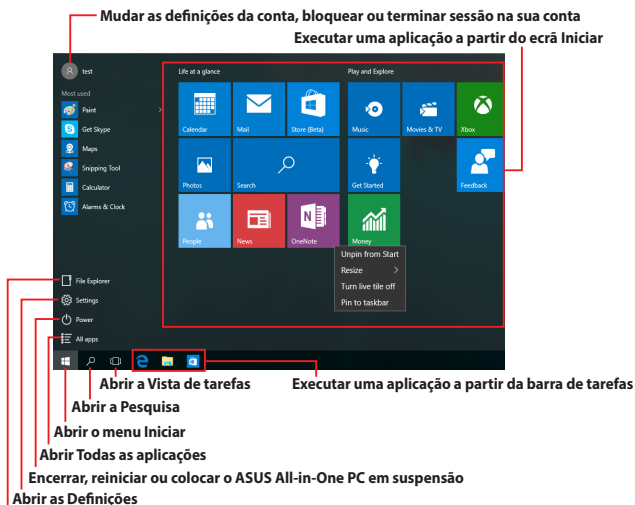 Mudar as definições da conta, bloquear ou terminar sessão na sua conta
Executar uma aplicação a partir do ecrã Iniciar
test
Life at a glance
Play and Explore
Most used
Paint
Get Skype
Maps
Snipping Tool
Calculator
Alarms & Clock
Calendar
Mail
Store (Beta)
Music
Movies & TV
Xbox
Photos
Search
Get Started
Feedback
People
News
OneNote
Money
Unpin from Start
Resize
Turn live tile off
Pin to taskbar
File Explorer
Settings
Power
All apps
Abrir a Vista de tarefas
Executar uma aplicação a partir da barra de tarefas
Abrir a Pesquisa
Abrir o menu Iniciar
Abrir Todas as aplicações
Encerrar, reiniciar ou colocar o ASUS All-in-One PC em suspensão
Abrir as Definições